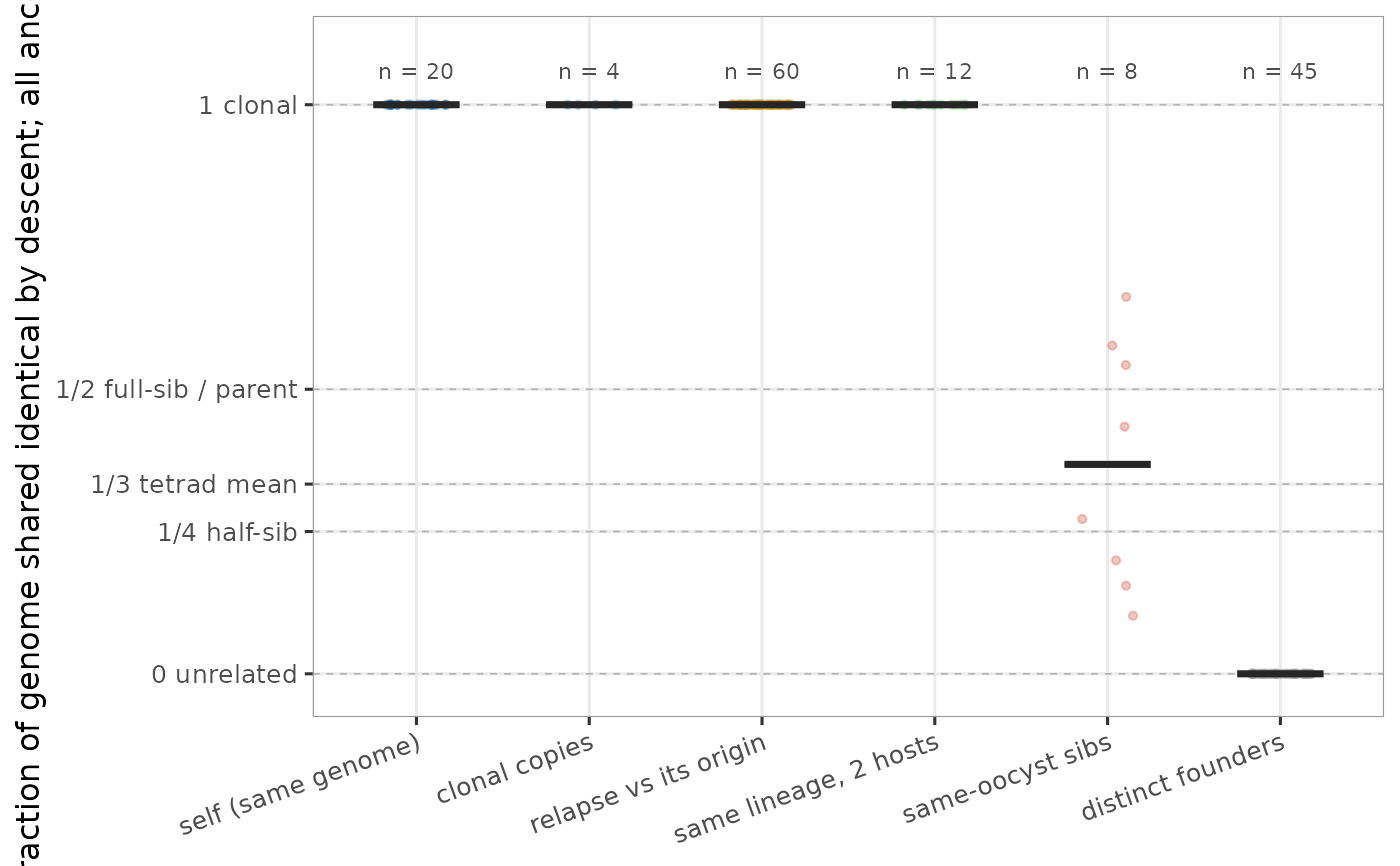 raction of genome shared identical by descent; all anc
n = 20
n = 4
n = 60
n = 12
n = 8
n = 45
1 clonal
1/2 full-sib / parent
1/3 tetrad mean
1/4 half-sib
0 unrelated
self (same genome)
clonal copies
relapse vs its origin
same lineage, 2 hosts
same-oocyst sibs
distinct founders